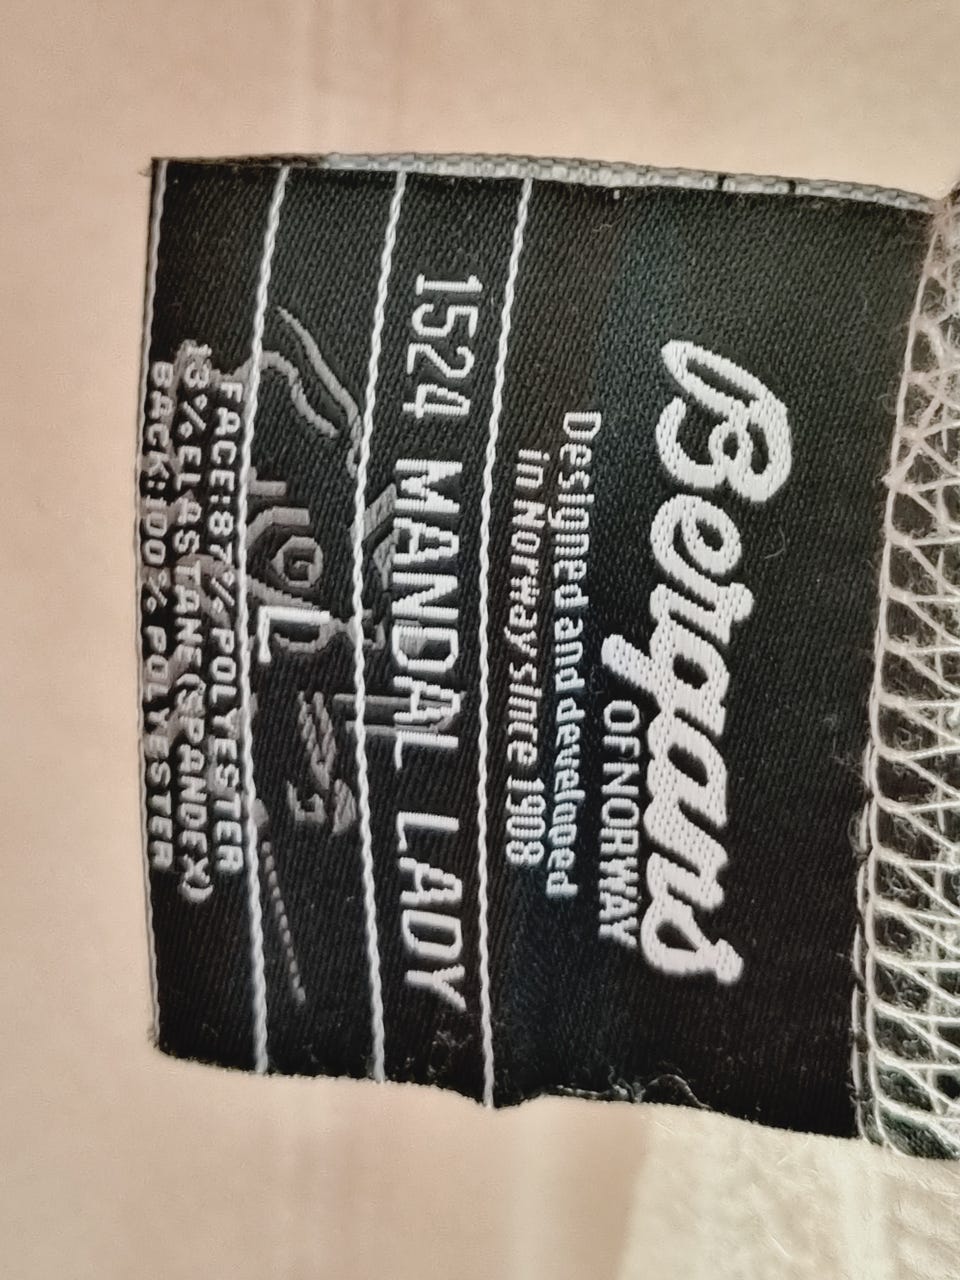 Bergans
OF NORWAY
Designed and developed
in Norway since 1908
1524 MANDAL LADY
L
FACE:87% POLYESTER
13% ELASTANE (SPANDEX)
BACK:100% POLYESTER